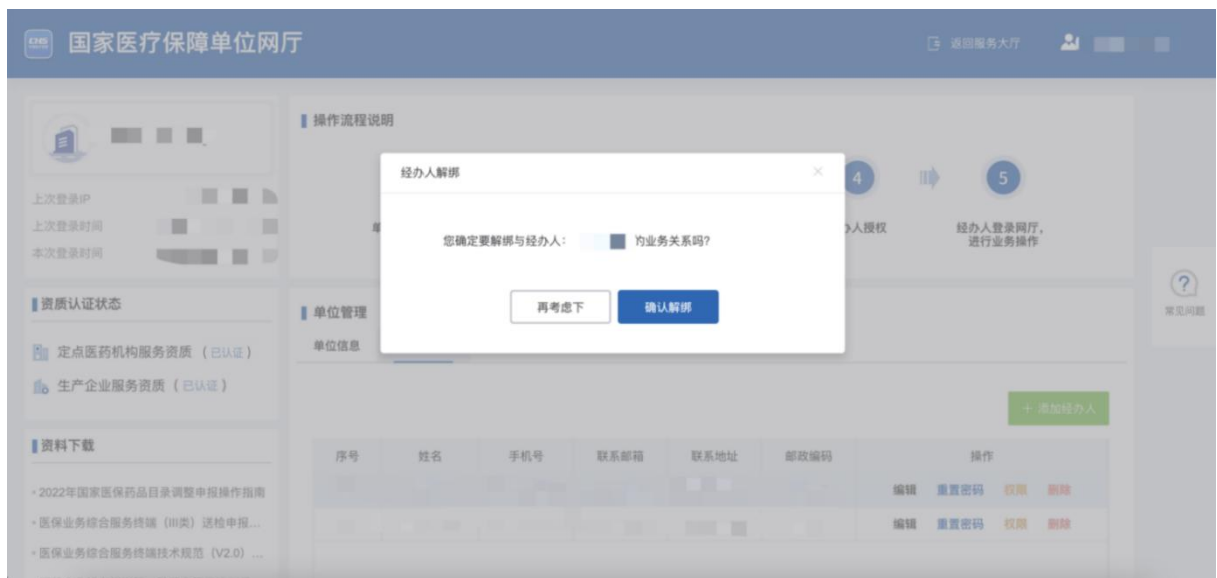 CHS
国家医疗保障单位网厅
返回服务大厅
上次登录IP
上次登录时间
本次登录时间
资质认证状态
定点医药机构服务资质 (已认证)
生产企业服务资质 (已认证)
资料下载
·2022年国家医保药品目录调整申报操作指南
·医保业务综合服务终端 (III类) 送检申报...
·医保业务综合服务终端技术规范 (V2.0) ...
操作流程说明
4
5
人授权
经办人登录网厅,
进行业务操作
经办人解绑
×
您确定要解绑与经办人: 的业务关系吗?
再考虑下
确认解绑
单位管理
单位信息
+ 添加经办人
序号 姓名 手机号 联系邮箱 联系地址 邮政编码 操作
编辑 重置密码 权限 删除
编辑 重置密码 权限 删除
?
常见问题